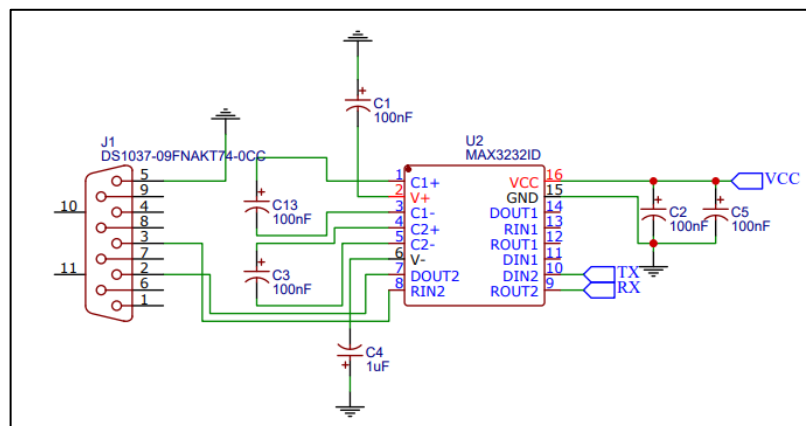 C1
100nF
J1
DS1037-09FNAKT74-0CC
5
9
4
8
3
7
2
6
1
10
11
C13
100nF
C3
100nF
C4
1uF
U2
MAX3232ID
1 C1+
2 V+
3 C1-
4 C2+
5 C2-
6 V-
7 DOUT2
8 RIN2
VCC 16
GND 15
DOUT1 14
RIN1 13
ROUT1 12
DIN1 11
DIN2 10
ROUT2 9
VCC
C2
100nF
C5
100nF
TX
RX